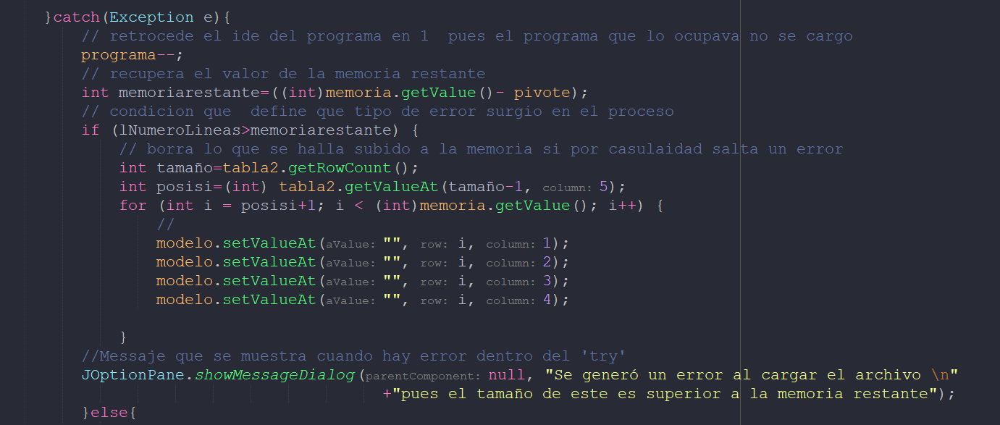 }catch(Exception e){
// retrocede el ide del programa en 1  pues el programa que lo ocupava no se cargo
programa--;
// recupera el valor de la memoria restante
int memoriarestante=((int)memoria.getValue()- pivote);
// condicion que  define que tipo de error surgio en el proceso
if (lNumeroLineas>memoriarestante) {
// borra lo que se halla subido a la memoria si por casulaidad salta un error
int tamaño=tabla2.getRowCount();
int posisi=(int) tabla2.getValueAt(tamaño-1, column: 5);
for (int i = posisi+1; i < (int)memoria.getValue(); i++) {
//
modelo.setValueAt(aValue: "", row: i, column: 1);
modelo.setValueAt(aValue: "", row: i, column: 2);
modelo.setValueAt(aValue: "", row: i, column: 3);
modelo.setValueAt(aValue: "", row: i, column: 4);
}
//Messaje que se muestra cuando hay error dentro del 'try'
JOptionPane.showMessageDialog(parentComponent: null, "Se generó un error al cargar el archivo \n"
+"pues el tamaño de este es superior a la memoria restante");
}else{